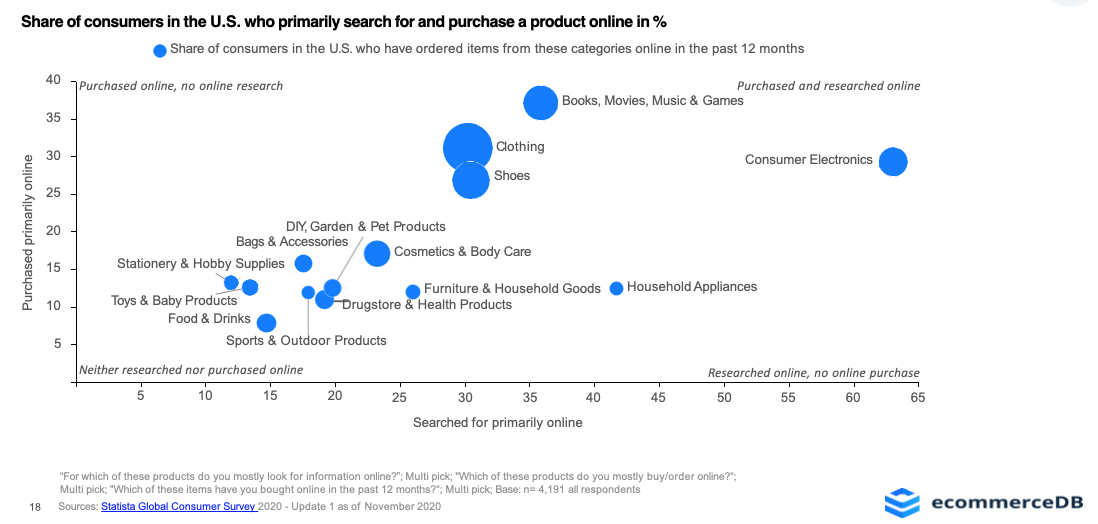 Share of consumers in the U.S. who primarily search for and purchase a product online in %
Share of consumers in the U.S. who have ordered items from these categories online in the past 12 months
Purchased primarily online
40
35
30
25
20
15
10
5
Purchased online, no online research
Purchased and researched online
Books, Movies, Music & Games
Clothing
Consumer Electronics
Shoes
DIY, Garden & Pet Products
Bags & Accessories
Cosmetics & Body Care
Stationery & Hobby Supplies
Furniture & Household Goods
Household Appliances
Toys & Baby Products
Drugstore & Health Products
Food & Drinks
Sports & Outdoor Products
Neither researched nor purchased online
Researched online, no online purchase
5
10
15
20
25
30
35
40
45
50
55
60
65
Searched for primarily online
"For which of these products do you mostly look for information online?"; Multi pick; "Which of these products do you mostly buy/order online?";
Multi pick; "Which of these items have you bought online in the past 12 months?"; Multi pick; Base: n= 4,191 all respondents
18
Sources: Statista Global Consumer Survey 2020 - Update 1 as of November 2020
ecommerceDB